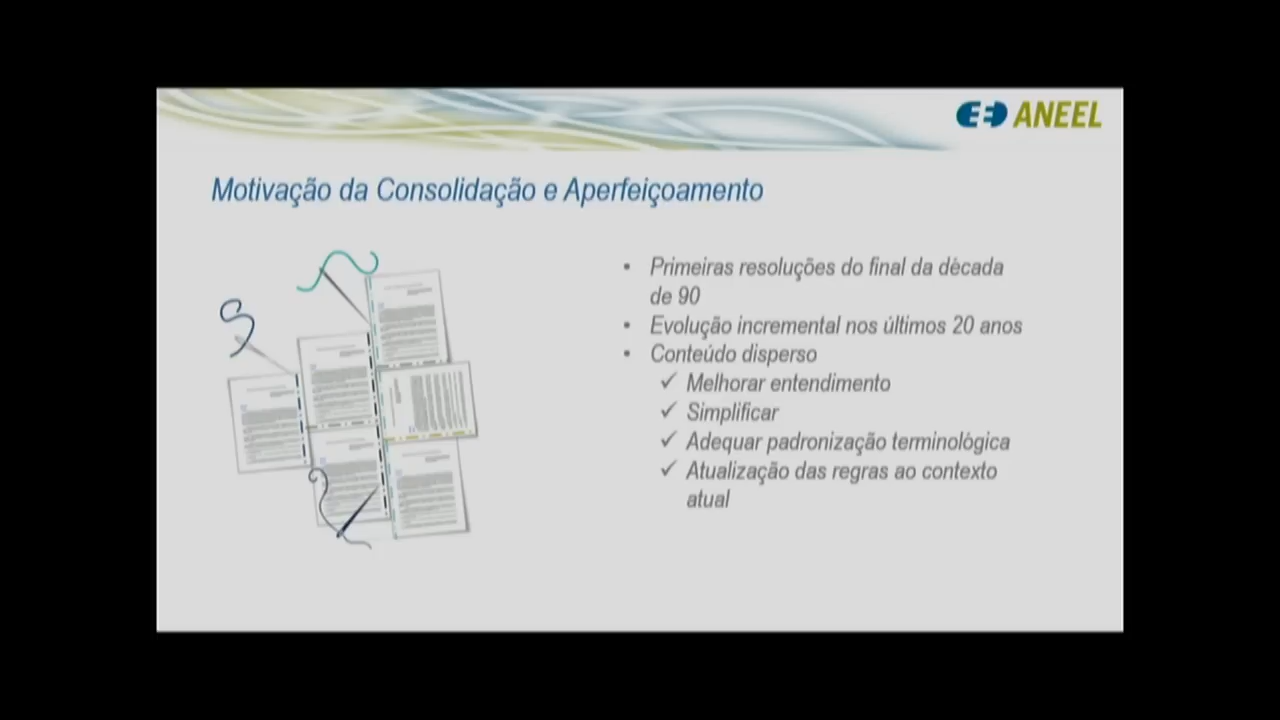 ANEEL
Motivação da Consolidação e Aperfeiçoamento
• Primeiras resoluções do final da década
de 90
• Evolução incremental nos últimos 20 anos
• Conteúdo disperso
✓ Melhorar entendimento
✓ Simplificar
✓ Adequar padronização terminológica
✓ Atualização das regras ao contexto
atual